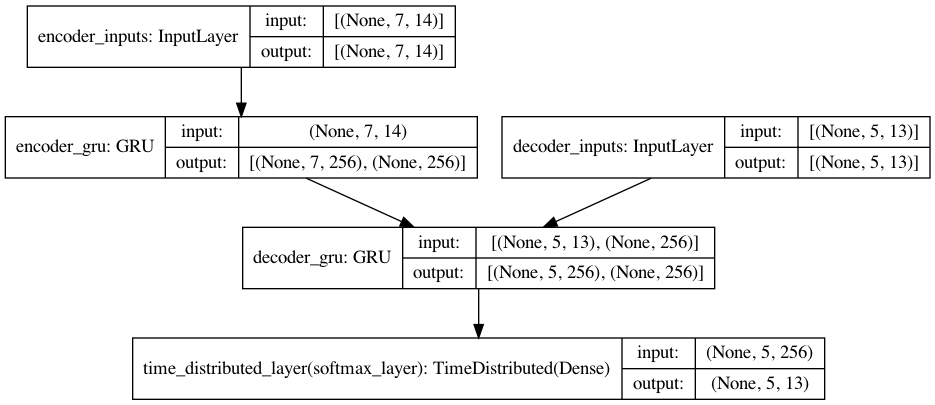 encoder_inputs: InputLayer
input: [(None, 7, 14)]
output: [(None, 7, 14)]
encoder_gru: GRU
input: (None, 7, 14)
output: [(None, 7, 256), (None, 256)]
decoder_inputs: InputLayer
input: [(None, 5, 13)]
output: [(None, 5, 13)]
decoder_gru: GRU
input: [(None, 5, 13), (None, 256)]
output: [(None, 5, 256), (None, 256)]
time_distributed_layer(softmax_layer): TimeDistributed(Dense)
input: (None, 5, 256)
output: (None, 5, 13)